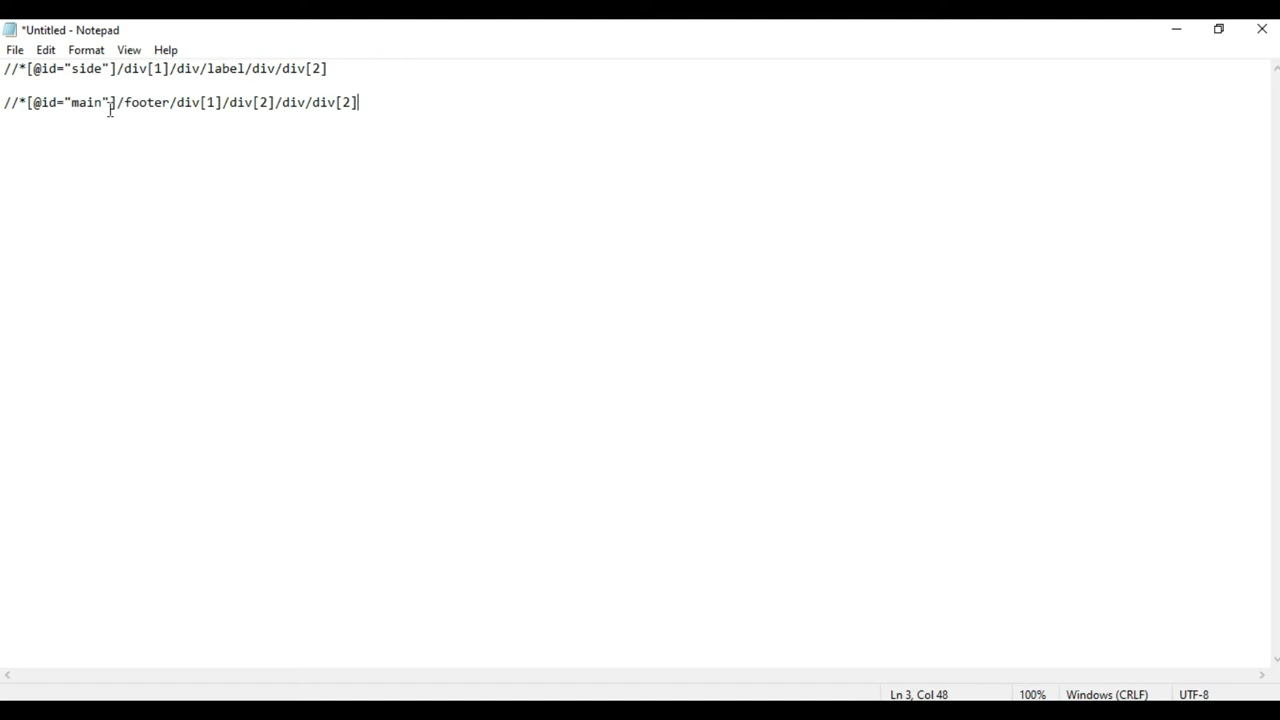 *Untitled - Notepad
File Edit Format View Help
//*[@id="side"]/div[1]/div/label/div/div[2]
//*[@id="main"]/footer/div[1]/div[2]/div/div[2]
Ln 3, Col 48 100% Windows (CRLF) UTF-8